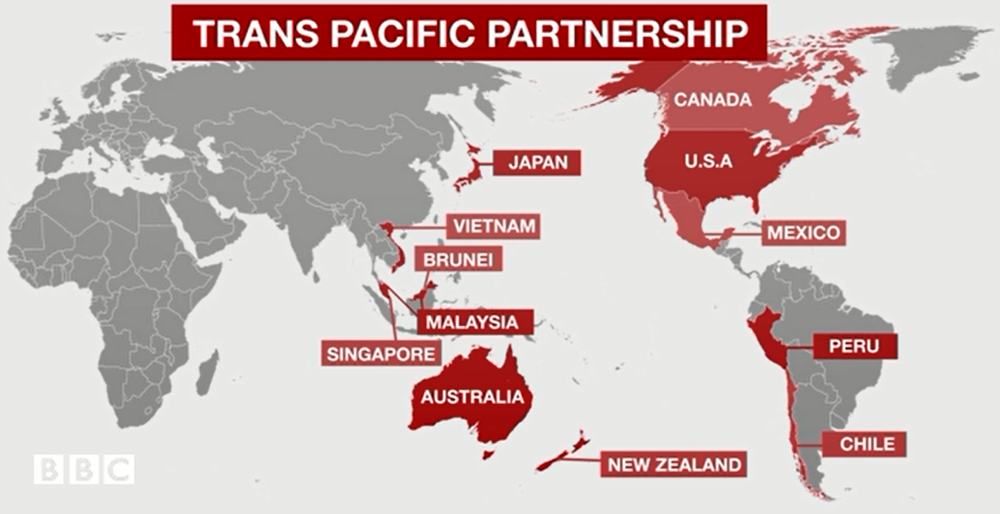 TRANS PACIFIC PARTNERSHIP
CANADA
U.S.A
JAPAN
VIETNAM
MEXICO
BRUNEI
MALAYSIA
SINGAPORE
PERU
AUSTRALIA
CHILE
NEW ZEALAND
BBC